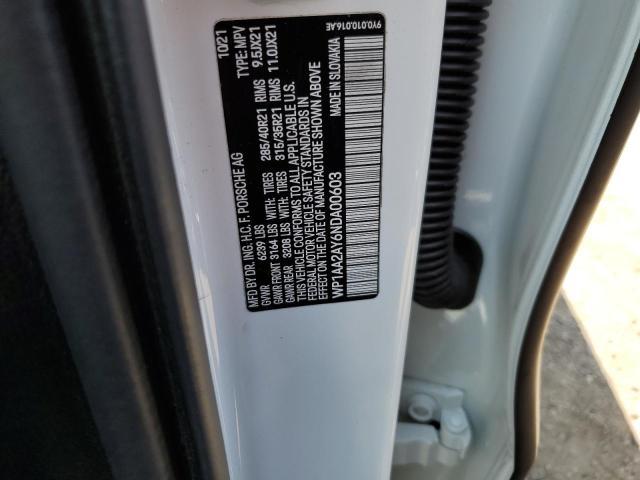 MFD BY DR. ING. H.C. F. PORSCHE AG 10/21
GVWR 6239 LBS TYPE: MPV
GAWR FRONT 3164 LBS WITH TIRES 285/40R21 RIMS 9.5JX21
GAWR REAR 3208 LBS WITH TIRES 315/35R21 RIMS 11.0JX21
THIS VEHICLE CONFORMS TO ALL APPLICABLE U.S.
FEDERAL MOTOR VEHICLE SAFETY STANDARDS IN
EFFECT ON THE DATE OF MANUFACTURE SHOWN ABOVE
WP1AA2AY6NDA00603 MADE IN SLOVAKIA
9Y0.010.016.AE